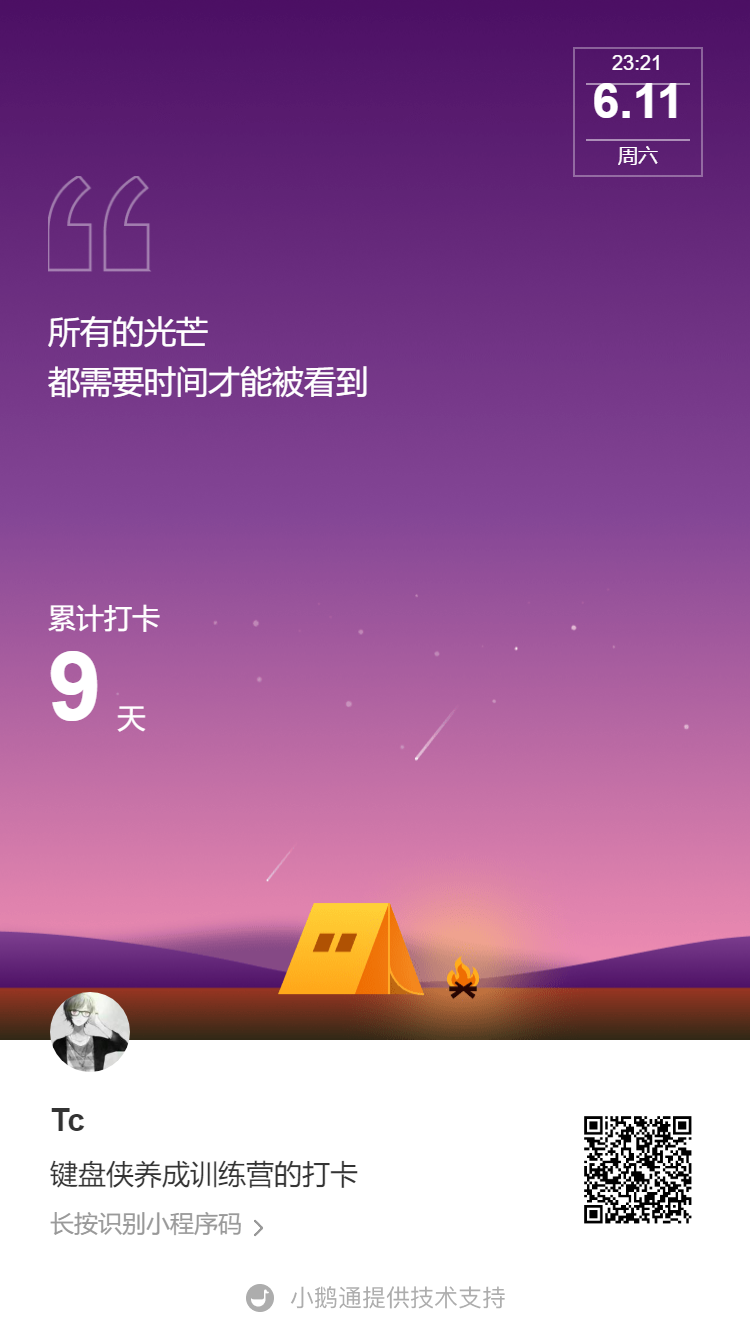 23:21
6.11
周六
所有的光芒
都需要时间才能被看到
累计打卡
9 天
Tc
键盘侠养成训练营的打卡
长按识别小程序码
小鹅通提供技术支持